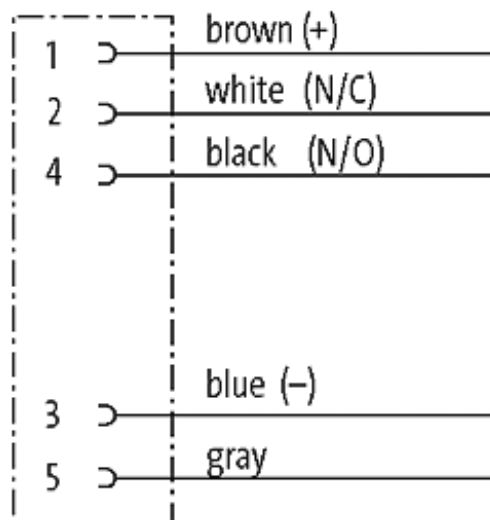 1 brown (+)
2 white (N/C)
4 black (N/O)
3 blue (–)
5 gray